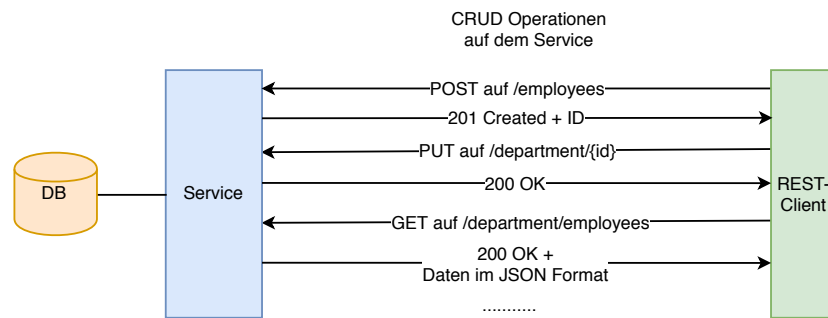 CRUD Operationen
auf dem Service
POST auf /employees
201 Created + ID
PUT auf /department/{id}
DB
Service
200 OK
REST-
Client
GET auf /department/employees
200 OK +
Daten im JSON Format
...........